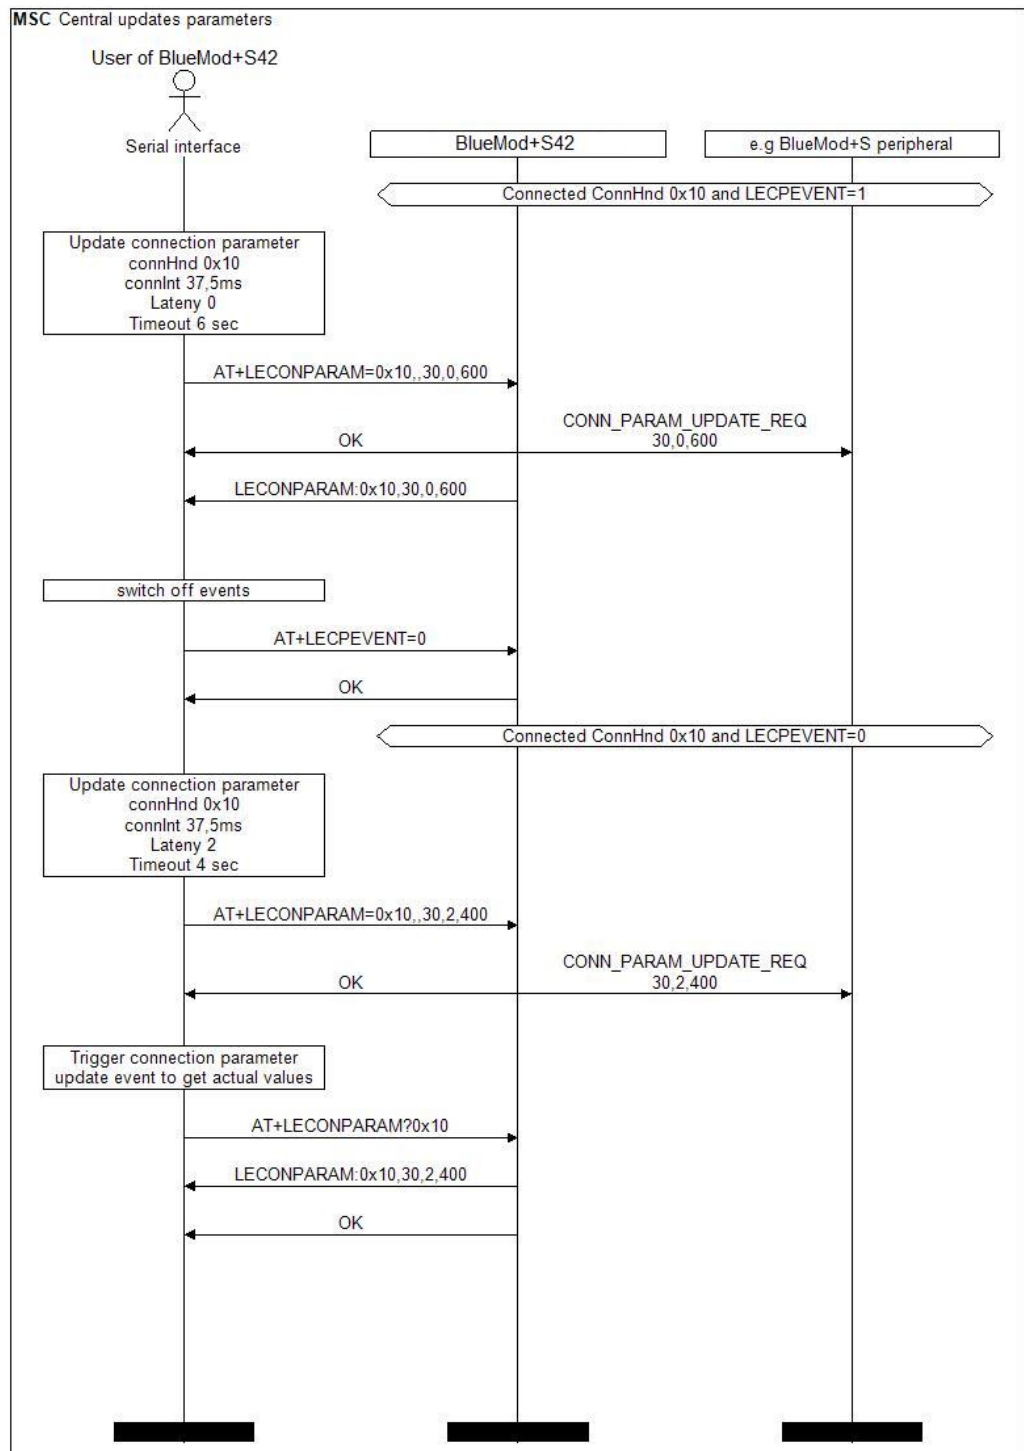 MSC Central updates parameters
User of BlueMod+S42
Serial interface
BlueMod+S42
e.g BlueMod+S peripheral
Connected ConnHnd 0x10 and LECPEVENT=1
Update connection parameter
connHnd 0x10
connInt 37,5ms
Lateny 0
Timeout 6 sec
AT+LECONPARAM=0x10,,30,0,600
CONN_PARAM_UPDATE_REQ
OK
30,0,600
LECONPARAM:0x10,30,0,600
switch off events
AT+LECPEVENT=0
OK
Connected ConnHnd 0x10 and LECPEVENT=0
Update connection parameter
connHnd 0x10
connInt 37,5ms
Lateny 2
Timeout 4 sec
AT+LECONPARAM=0x10,,30,2,400
CONN_PARAM_UPDATE_REQ
OK
30,2,400
Trigger connection parameter
update event to get actual values
AT+LECONPARAM?0x10
LECONPARAM:0x10,30,2,400
OK